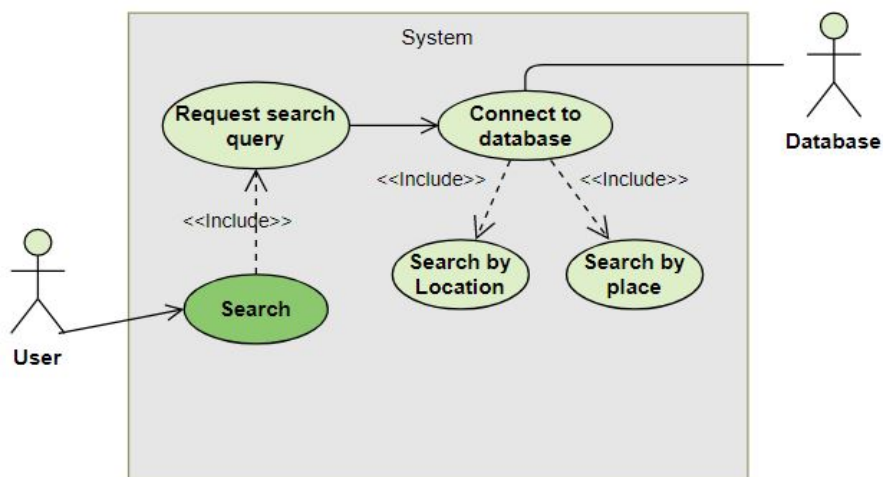 System
Request search
query
Connect to
database
Database
<<Include>>
<<Include>>
<<Include>>
Search by
Location
Search by
place
Search
User